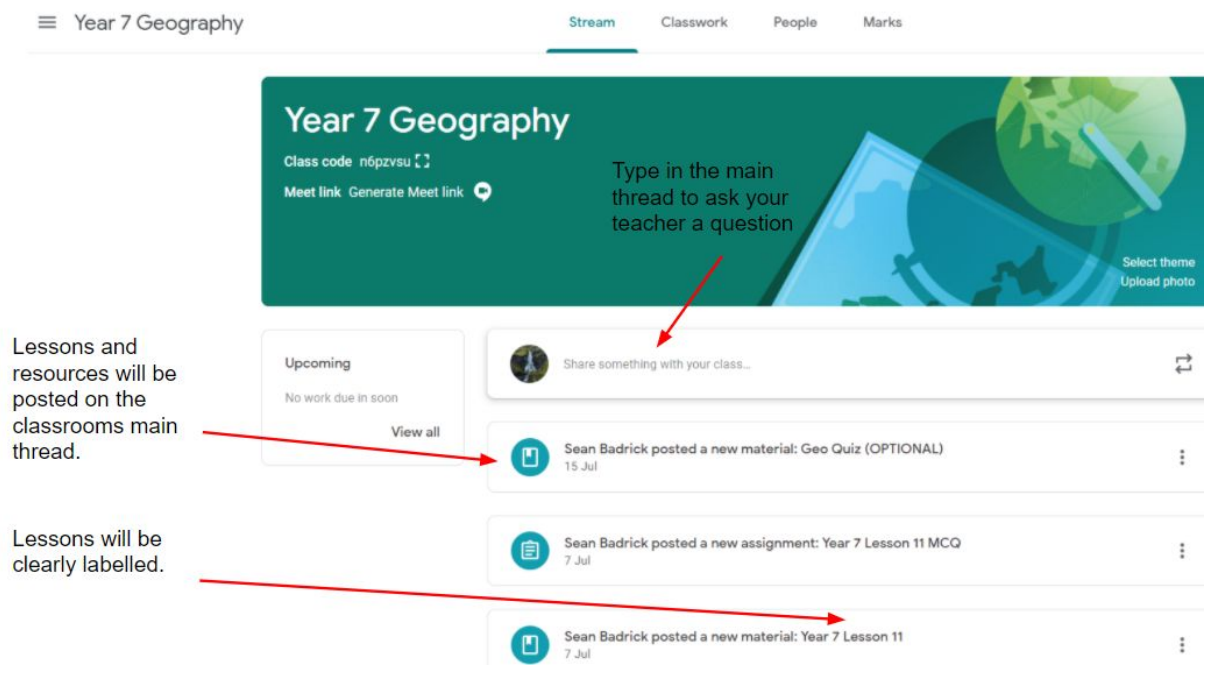 Year 7 Geography
Stream Classwork People Marks
Year 7 Geography
Class code n6pzvsu
Meet link Generate Meet link
Type in the main
thread to ask your
teacher a question
Select theme
Upload photo
Lessons and
resources will be
posted on the
classrooms main
thread.
Upcoming
No work due in soon
View all
Share something with your class...
Sean Badrick posted a new material: Geo Quiz (OPTIONAL)
15 Jul
Lessons will be
clearly labelled.
Sean Badrick posted a new assignment: Year 7 Lesson 11 MCQ
7 Jul
Sean Badrick posted a new material: Year 7 Lesson 11
7 Jul